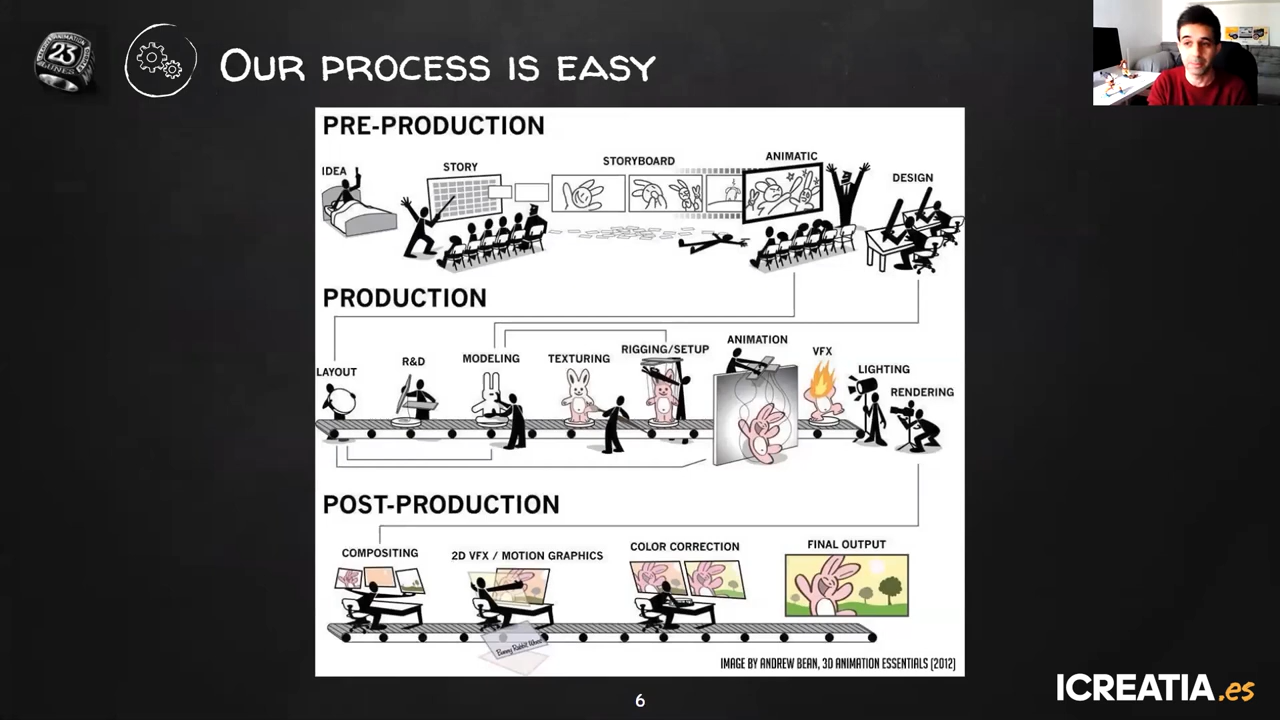 23
OUR PROCESS IS EASY
PRE-PRODUCTION
IDEA
STORY
STORYBOARD
ANIMATIC
DESIGN
PRODUCTION
LAYOUT
R&D
MODELING
TEXTURING
RIGGING/SETUP
ANIMATION
VFX
LIGHTING
RENDERING
POST-PRODUCTION
COMPOSITING
2D VFX / MOTION GRAPHICS
COLOR CORRECTION
FINAL OUTPUT
IMAGE BY ANDREW BEAN, 3D ANIMATION ESSENTIALS (2012)
6
ICREATIA.es